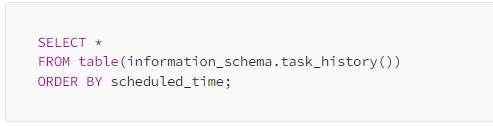 SELECT *
FROM table(information_schema.task_history())
ORDER BY scheduled_time;